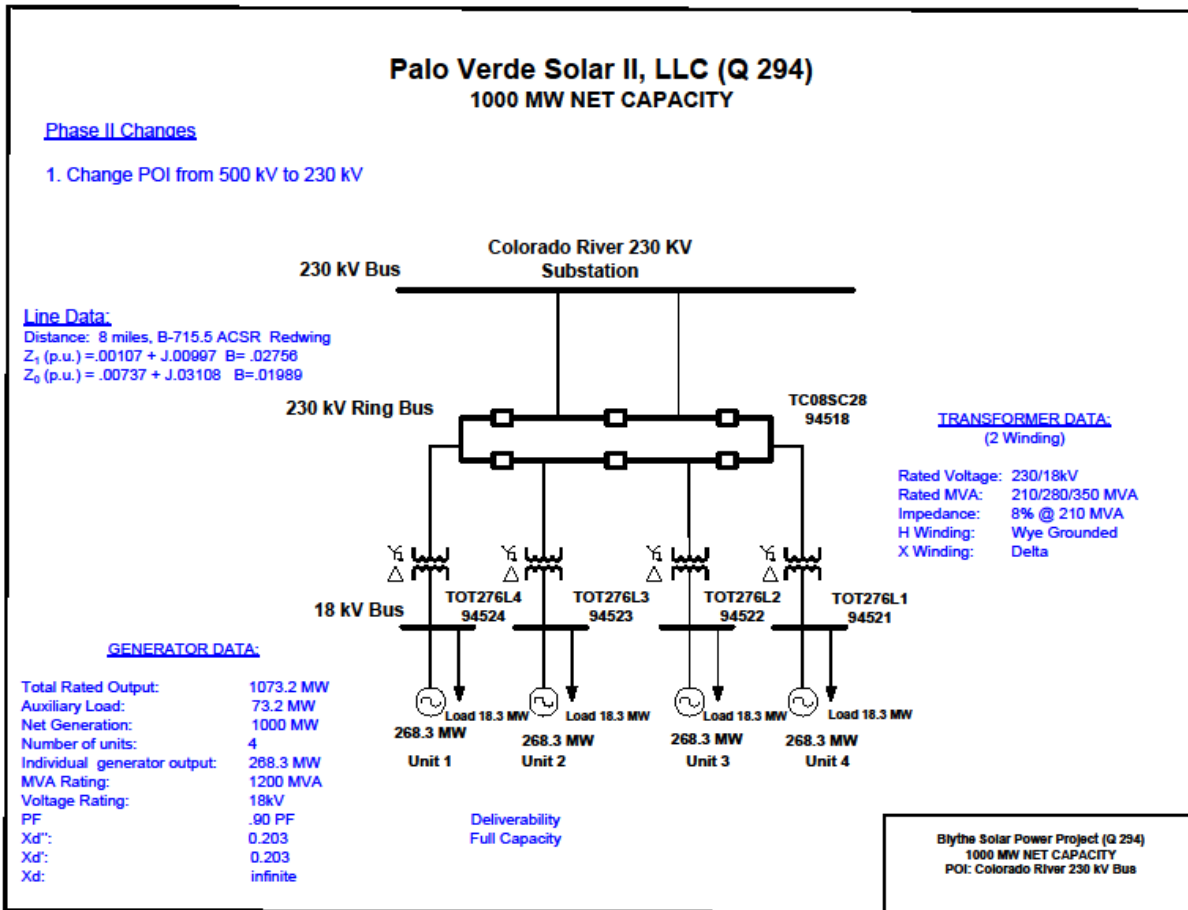 Palo Verde Solar II, LLC (Q 294)
1000 MW NET CAPACITY
Phase II Changes
1. Change POI from 500 kV to 230 kV
Colorado River 230 KV
Substation
230 kV Bus
Line Data:
Distance: 8 miles, B-715.5 ACSR Redwing
Z1 (p.u.) =.00107 + J.00997 B= .02756
Z0 (p.u.) = .00737 + J.03108 B=.01989
230 kV Ring Bus
TC08SC28
94518
TRANSFORMER DATA:
(2 Winding)
Rated Voltage: 230/18kV
Rated MVA: 210/280/350 MVA
Impedance: 8% @ 210 MVA
H Winding: Wye Grounded
X Winding: Delta
18 kV Bus
TOT276L4
94524
TOT276L3
94523
TOT276L2
94522
TOT276L1
94521
GENERATOR DATA:
Total Rated Output: 1073.2 MW
Auxiliary Load: 73.2 MW
Net Generation: 1000 MW
Number of units: 4
Individual generator output: 268.3 MW
MVA Rating: 1200 MVA
Voltage Rating: 18kV
PF .90 PF
Xd": 0.203
Xd': 0.203
Xd: infinite
Load 18.3 MW
Load 18.3 MW
Load 18.3 MW
Load 18.3 MW
268.3 MW
268.3 MW
268.3 MW
268.3 MW
Unit 1
Unit 2
Unit 3
Unit 4
Deliverability
Full Capacity
Blythe Solar Power Project (Q 294)
1000 MW NET CAPACITY
POI: Colorado River 230 kV Bus